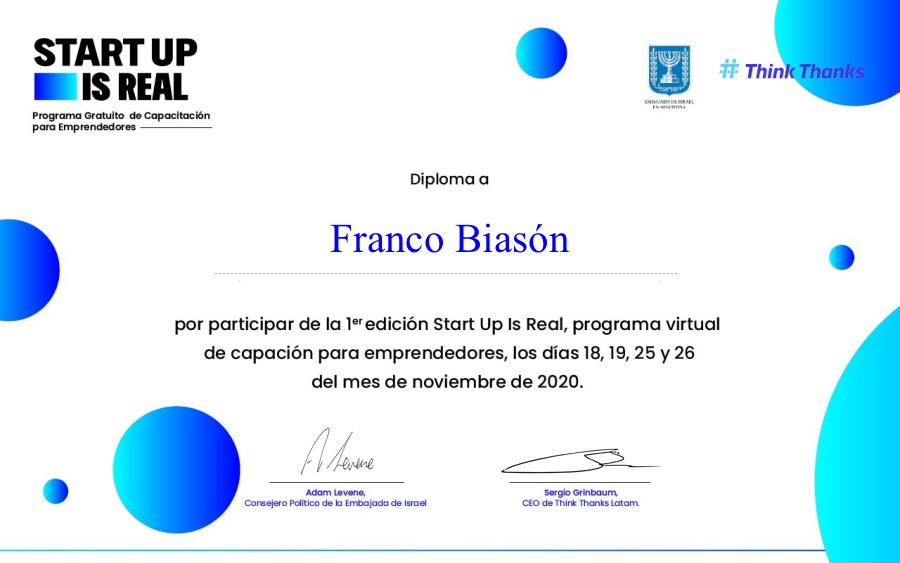 START UP
IS REAL
Programa Gratuito de Capacitación
para Emprendedores
EMBAJADA DE ISRAEL
EN ARGENTINA
# Think Thanks
Diploma a
Franco Biasón
por participar de la 1er edición Start Up Is Real, programa virtual
de capación para emprendedores, los días 18, 19, 25 y 26
del mes de noviembre de 2020.
A Levene
Adam Levene,
Consejero Político de la Embajada de Israel
Sergio Grinbaum,
CEO de Think Thanks Latam.